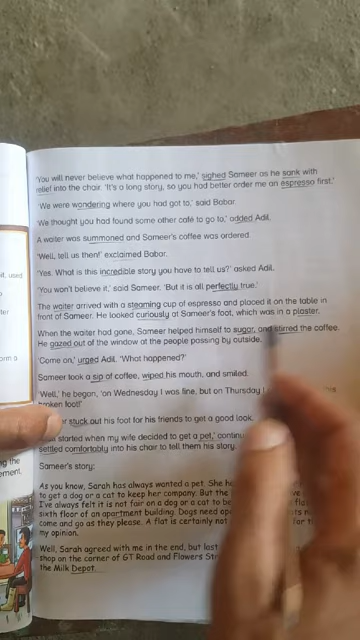 'You will never believe what happened to me,' sighed Sameer as he sank with
relief into the chair. 'It's a long story, so you had better order me an espresso first.'
'We were wondering where you had got to,' said Babar.
'We thought you had found some other café to go to,' added Adil.
A waiter was summoned and Sameer's coffee was ordered.
'Well, tell us then!' exclaimed Babar.
'Yes. What is this incredible story you have to tell us?' asked Adil.
'You won't believe it,' said Sameer. 'But it is all perfectly true.'
The waiter arrived with a steaming cup of espresso and placed it on the table in
front of Sameer. He looked curiously at Sameer's foot, which was in a plaster.
When the waiter had gone, Sameer helped himself to sugar, and stirred the coffee.
He gazed out of the window at the people passing by outside.
'Come on,' urged Adil. 'What happened?'
Sameer took a sip of coffee, wiped his mouth, and smiled.
'Well,' he began, 'on Wednesday I was fine, but on Thursday I
foot!'
stuck out his foot for his friends to get a good look.
started when my wife decided to get a pet,'
settled comfortably into his chair to tell them his story.
Sameer's story:
As you know, Sarah has always wanted a pet. She
to get a dog or a cat to keep her company. But the
I've always felt it is not fair on a dog or a cat to be
sixth floor of an apartment building. Dogs need
come and go as they please. A flat is certainly not
my opinion.
Well, Sarah agreed with me in the end, but last
shop on the corner of GT Road and Flowers
the Milk Depot.
used
ter
orm a
ng the
ement.